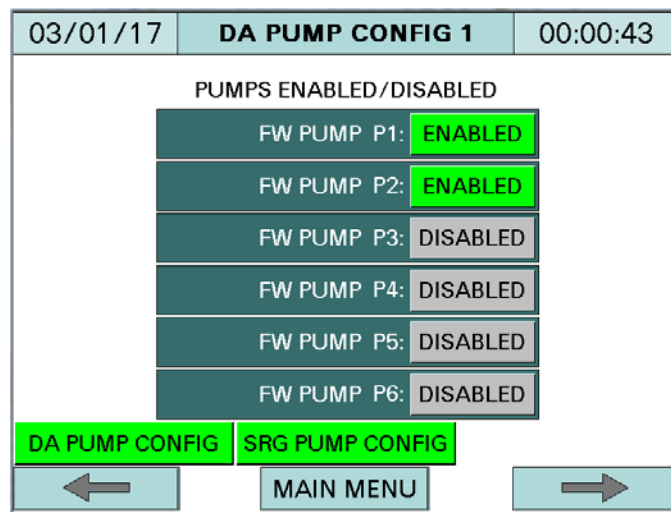 03/01/17 DA PUMP CONFIG 1 00:00:43
PUMPS ENABLED/DISABLED
FW PUMP P1: ENABLED
FW PUMP P2: ENABLED
FW PUMP P3: DISABLED
FW PUMP P4: DISABLED
FW PUMP P5: DISABLED
FW PUMP P6: DISABLED
DA PUMP CONFIG SRG PUMP CONFIG
MAIN MENU